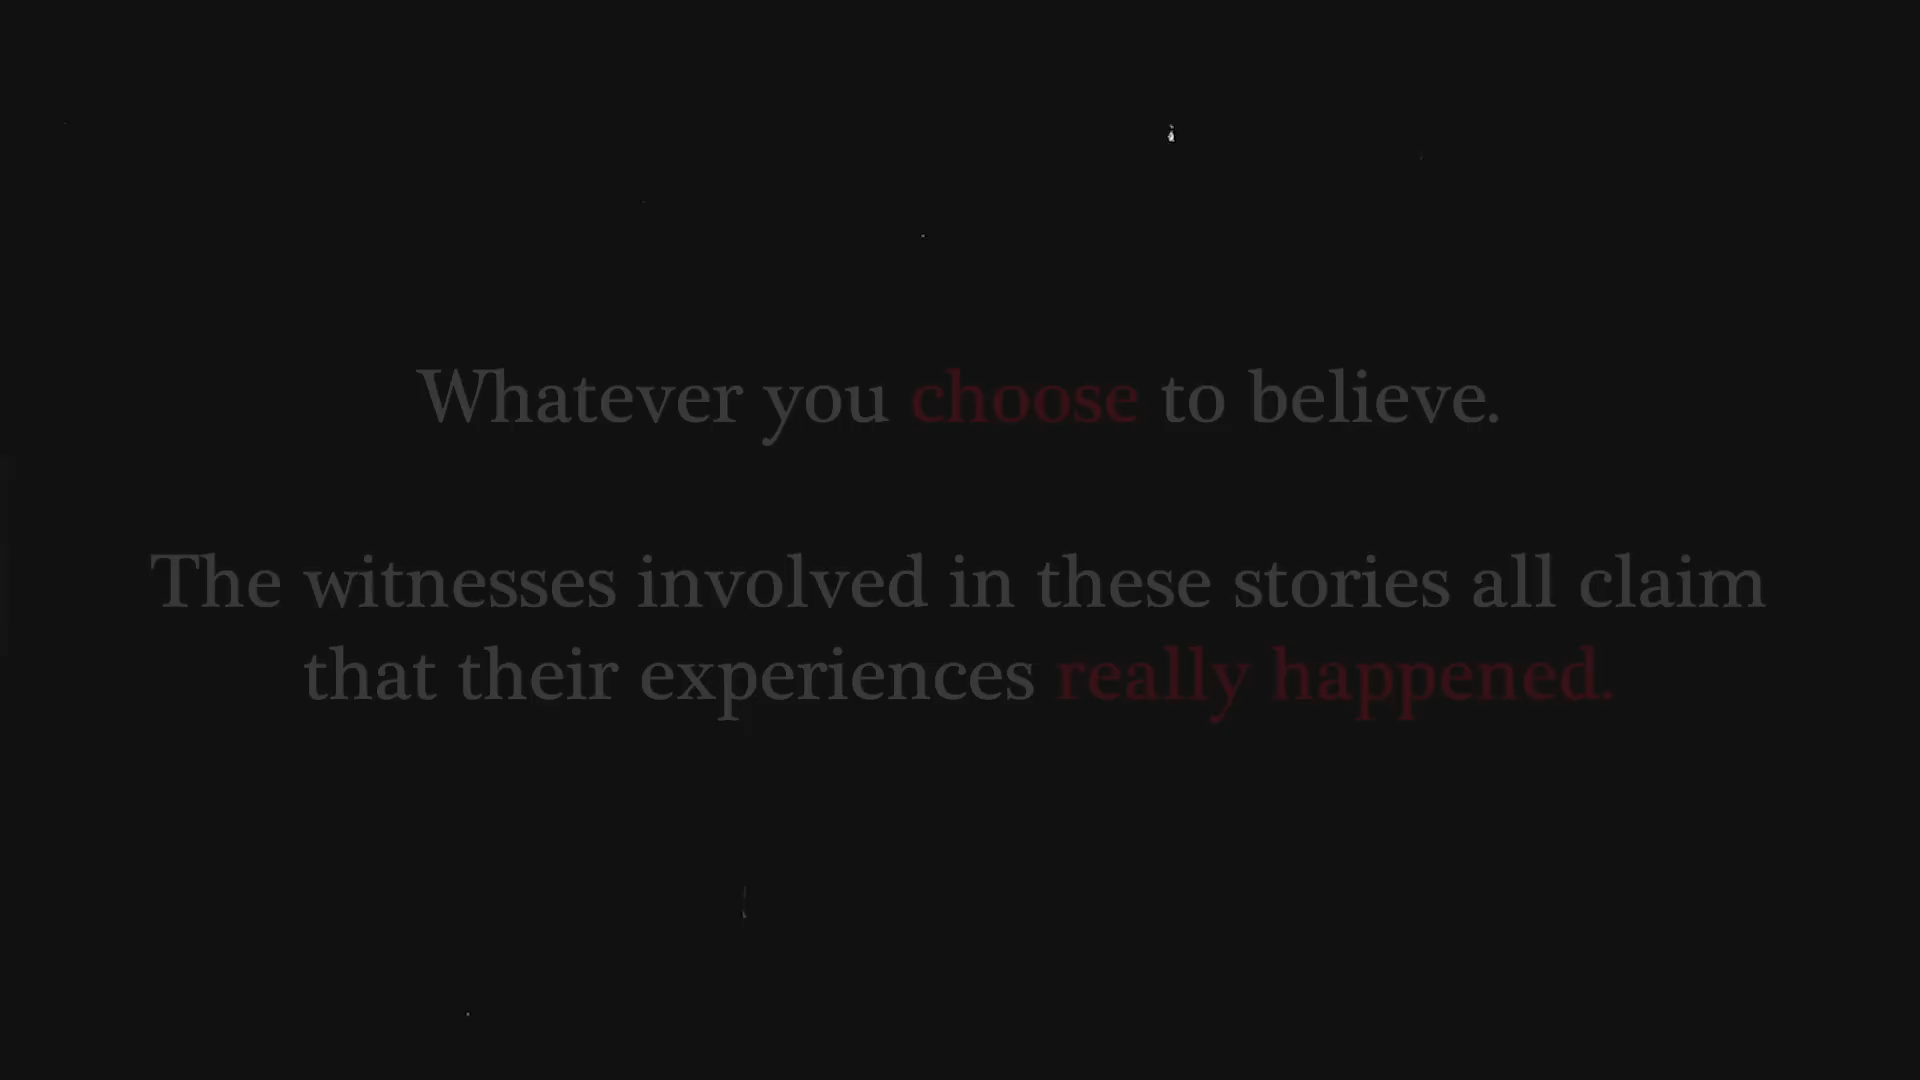 Whatever you choose to believe.
The witnesses involved in these stories all claim
that their experiences really happened.